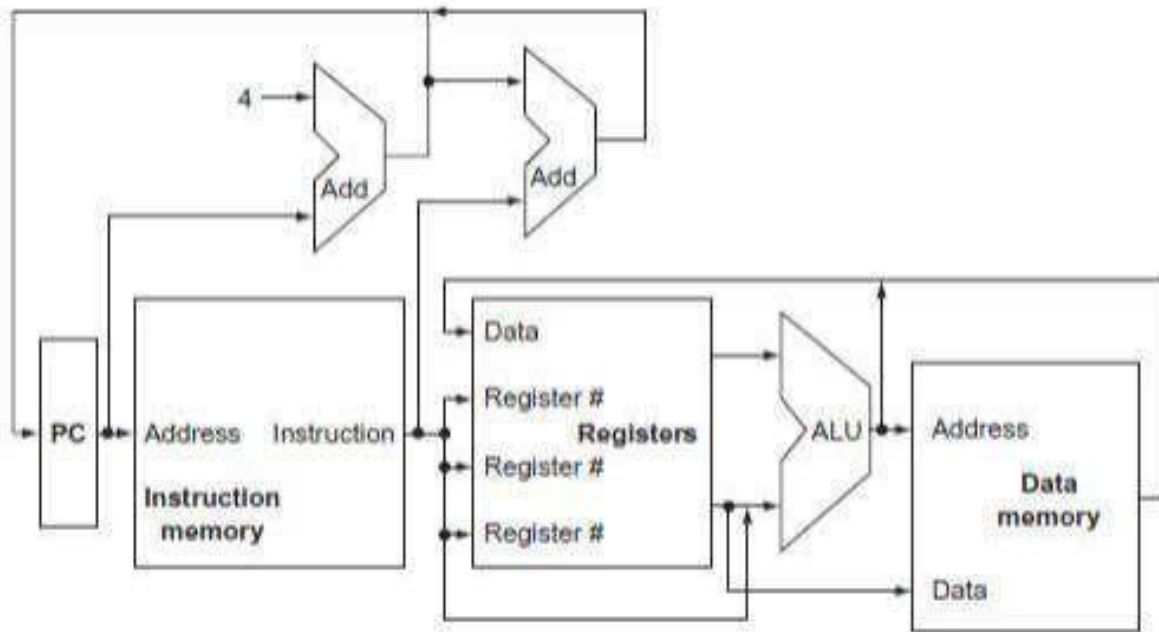 4
Add
Add
Data
Register #
PC
Address
Instruction
Registers
ALU
Address
Register #
Instruction
memory
Data
memory
Register #
Data